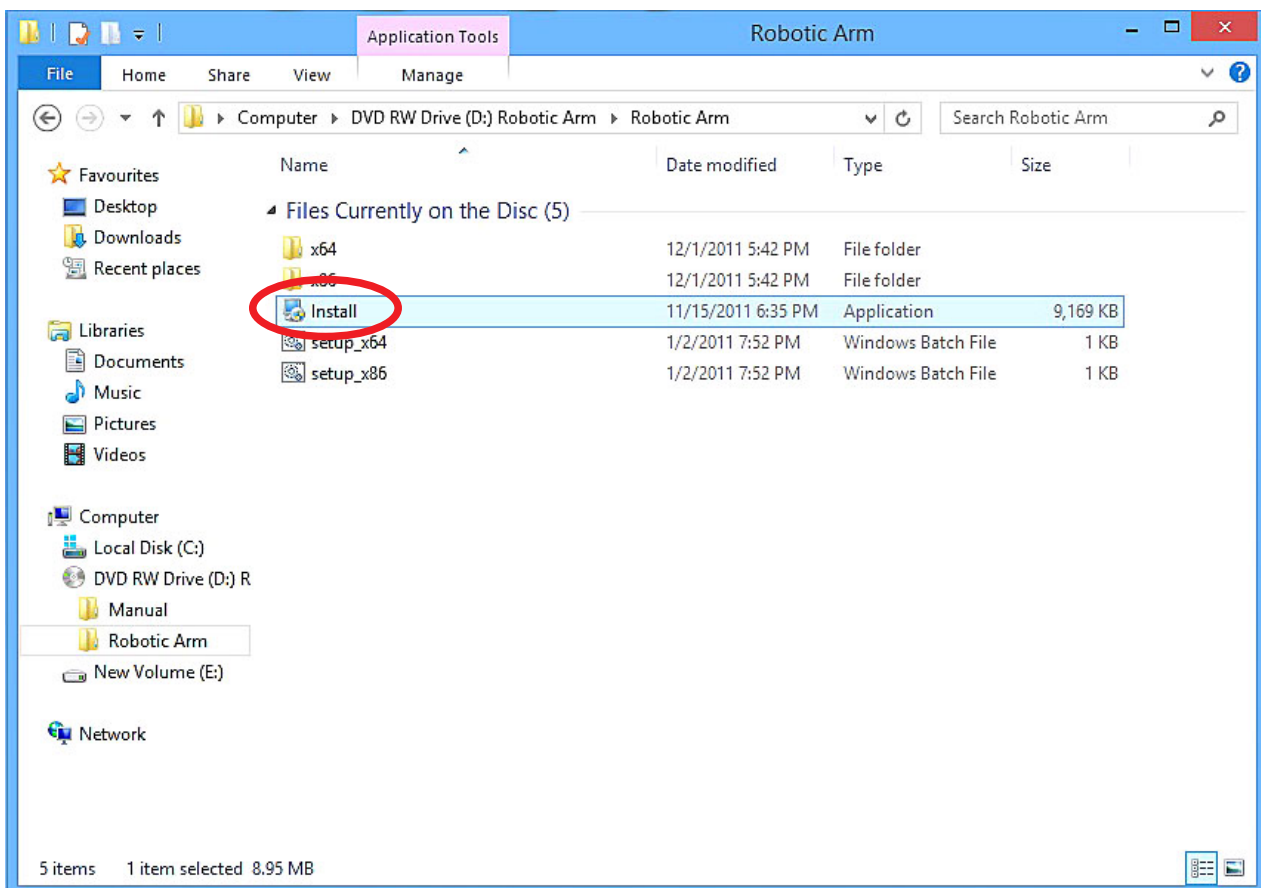 Application Tools Robotic Arm
File Home Share View Manage
Computer DVD RW Drive (D:) Robotic Arm Robotic Arm Search Robotic Arm
Favourites
Desktop
Downloads
Recent places
Libraries
Documents
Music
Pictures
Videos
Computer
Local Disk (C:)
DVD RW Drive (D:) R
Manual
Robotic Arm
New Volume (E:)
Network
Name Date modified Type Size
Files Currently on the Disc (5)
x64 12/1/2011 5:42 PM File folder
x86 12/1/2011 5:42 PM File folder
Install 11/15/2011 6:35 PM Application 9,169 KB
setup_x64 1/2/2011 7:52 PM Windows Batch File 1 KB
setup_x86 1/2/2011 7:52 PM Windows Batch File 1 KB
5 items 1 item selected 8.95 MB